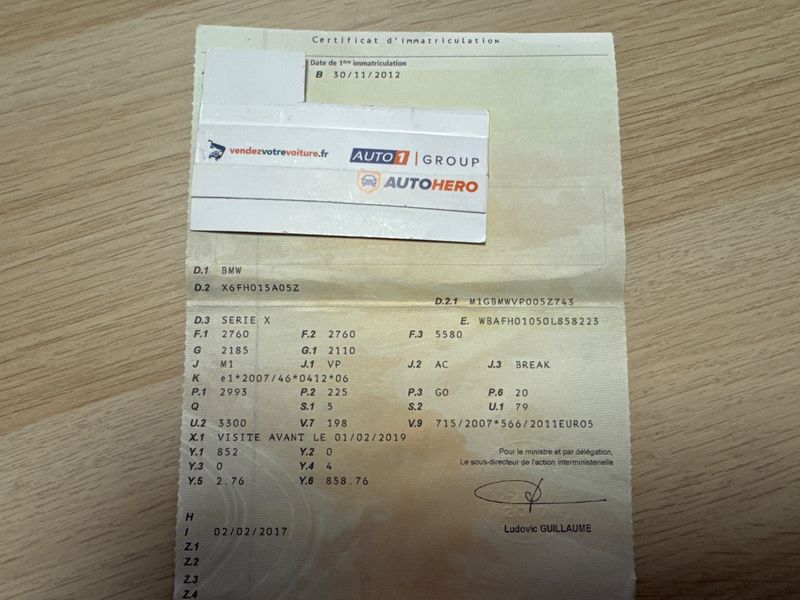 Certificat d'immatriculation
Date de 1ère immatriculation
B 30/11/2012
vendezvotrevoiture.fr AUTO1 GROUP
AUTOHERO
D.1 BMW
D.2 X6FH015A05Z
D.2.1 M1GBMWVP005Z743
D.3 SERIE X E. WBAFH01050L858223
F.1 2760 F.2 2760 F.3 5580
G 2185 G.1 2110
J M1 J.1 VP J.2 AC J.3 BREAK
K e1*2007/46*0412*06
P.1 2993 P.2 225 P.3 GO P.6 20
Q S.1 5 S.2 U.1 79
U.2 3300 V.7 198 V.9 715/2007*566/2011EURO5
X.1 VISITE AVANT LE 01/02/2019
Y.1 852 Y.2 0
Y.3 0 Y.4 4
Y.5 2.76 Y.6 858.76
Pour le ministre et par délégation,
Le sous-directeur de l'action interministérielle
Ludovic GUILLAUME
H
I 02/02/2017
Z.1
Z.2
Z.3
Z.4